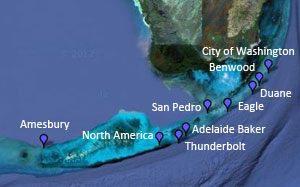 City of Washington
Benwood
Duane
San Pedro
Eagle
Amesbury
North America
Adelaide Baker
Thunderbolt